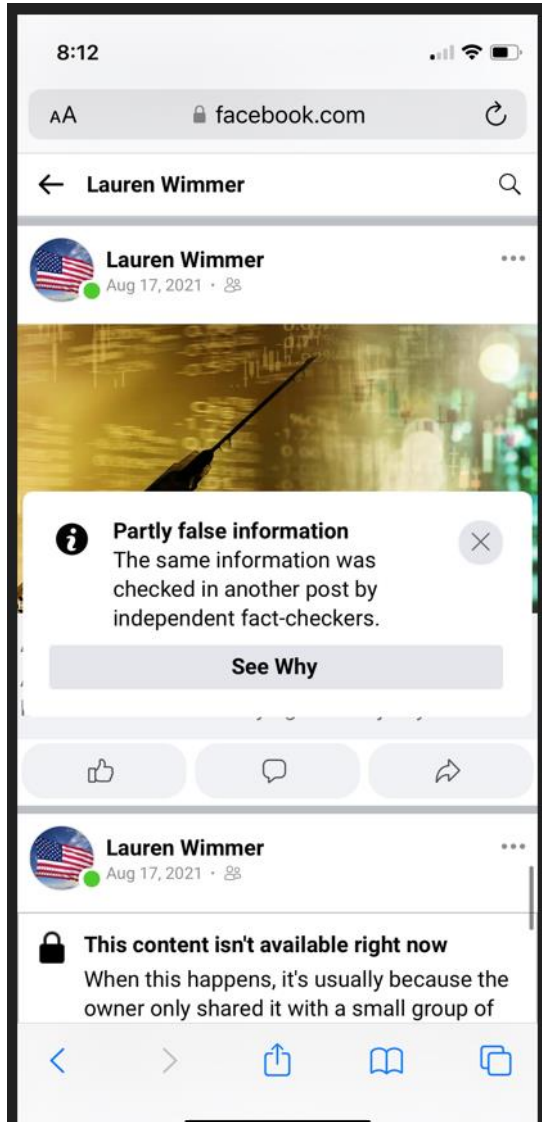 8:12
AA facebook.com
Lauren Wimmer
Lauren Wimmer
Aug 17, 2021 ·
Partly false information
The same information was
checked in another post by
independent fact-checkers.
See Why
Lauren Wimmer
Aug 17, 2021 ·
This content isn't available right now
When this happens, it's usually because the
owner only shared it with a small group of